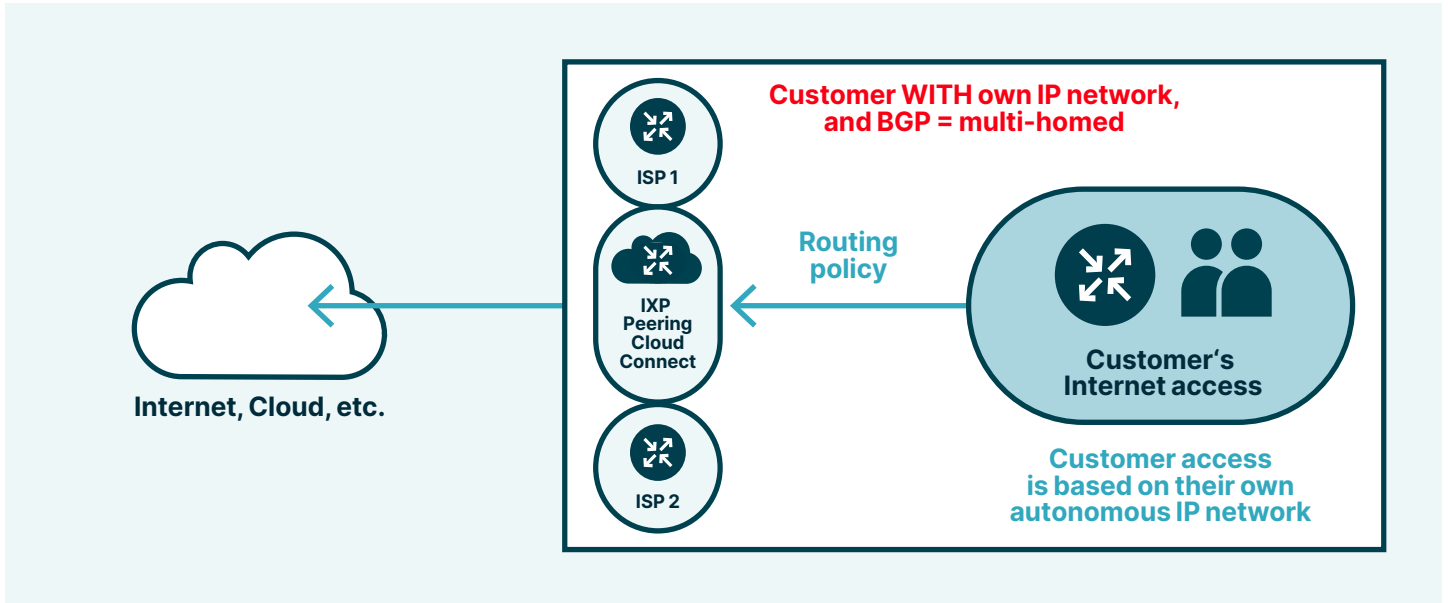 Customer WITH own IP network,
and BGP = multi-homed
ISP 1
Routing
policy
IXP
Peering
Cloud
Connect
Customer‘s
Internet access
Internet, Cloud, etc.
ISP 2
Customer access
is based on their own
autonomous IP network